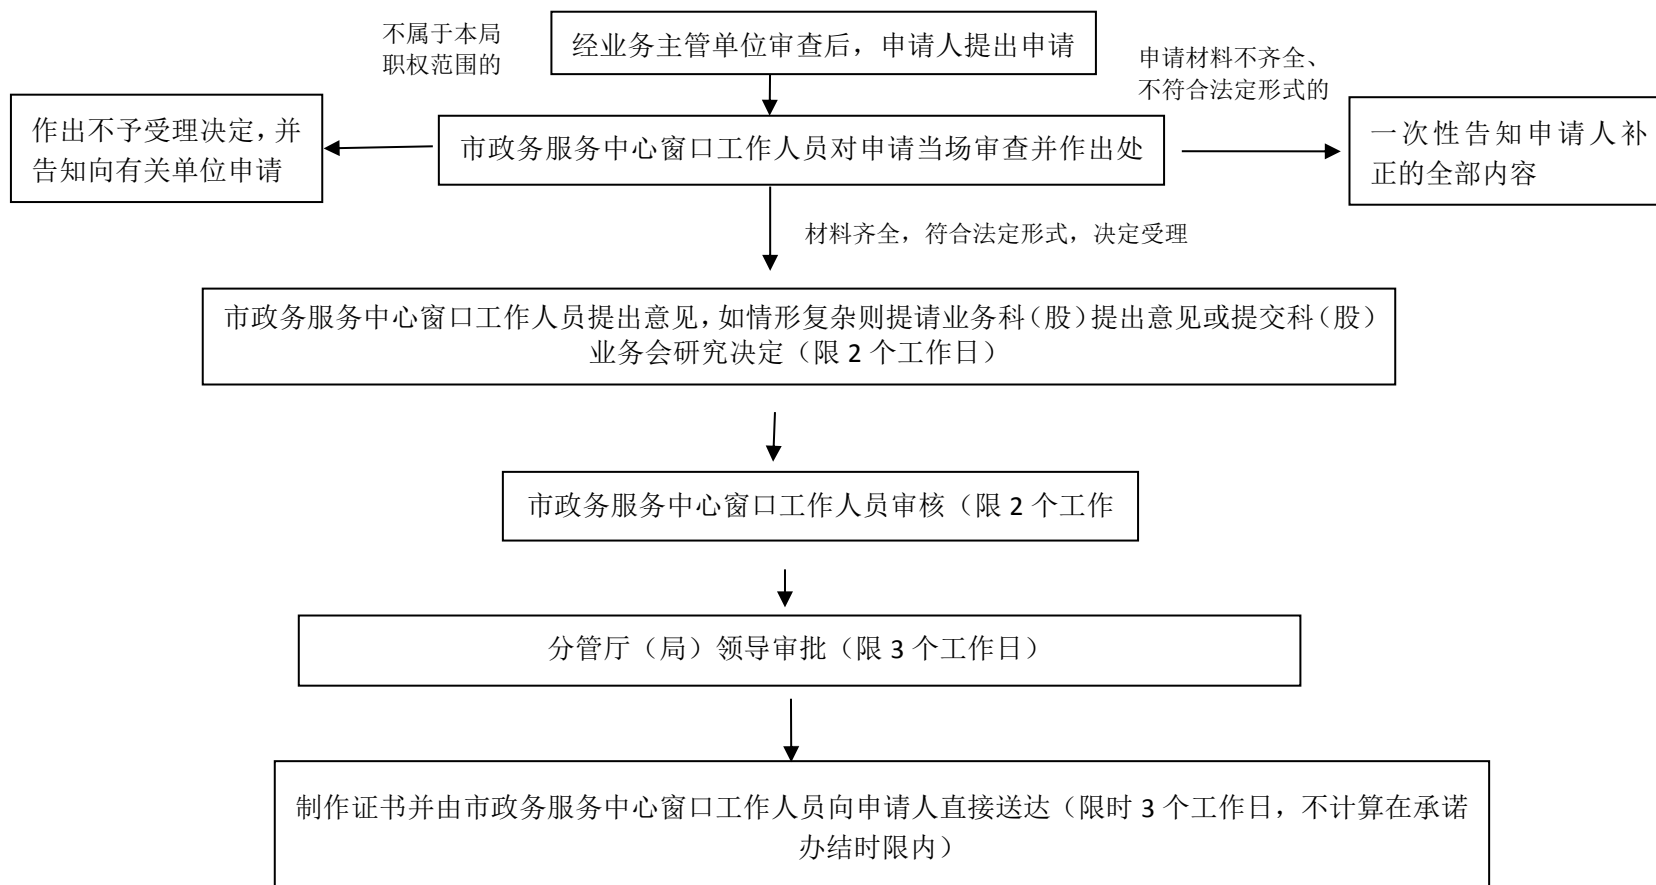 不属于本局
职权范围的
经业务主管单位审查后，申请人提出申请
申请材料不齐全、
不符合法定形式的
作出不予受理决定，并
告知向有关单位申请
市政务服务中心窗口工作人员对申请当场审查并作出处
一次性告知申请人补
正的全部内容
材料齐全，符合法定形式，决定受理
市政务服务中心窗口工作人员提出意见，如情形复杂则提请业务科（股）提出意见或提交科（股）
业务会研究决定（限 2 个工作日）
市政务服务中心窗口工作人员审核（限 2 个工作
分管厅（局）领导审批（限 3 个工作日）
制作证书并由市政务服务中心窗口工作人员向申请人直接送达（限时 3 个工作日，不计算在承诺
办结时限内）